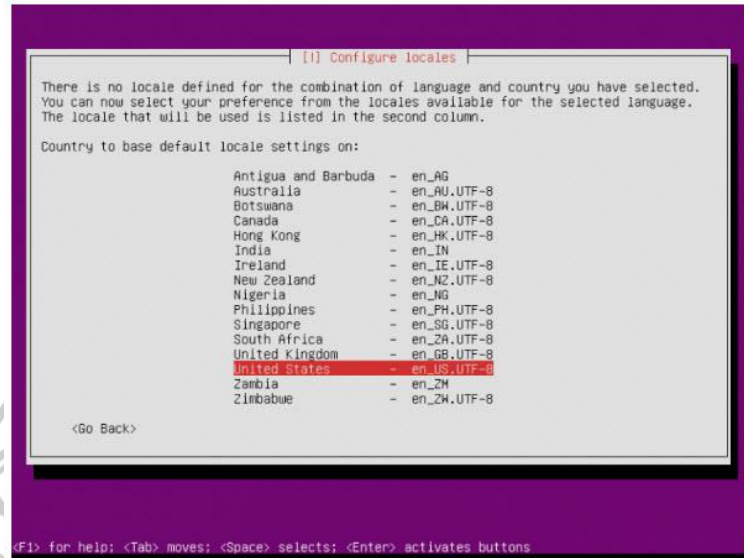 [!] Configure locales
There is no locale defined for the combination of language and country you have selected.
You can now select your preference from the locales available for the selected language.
The locale that will be used is listed in the second column.
Country to base default locale settings on:
Antigua and Barbuda - en_AG
Australia - en_AU.UTF-8
Botswana - en_BW.UTF-8
Canada - en_CA.UTF-8
Hong Kong - en_HK.UTF-8
India - en_IN
Ireland - en_IE.UTF-8
New Zealand - en_NZ.UTF-8
Nigeria - en_NG
Philippines - en_PH.UTF-8
Singapore - en_SG.UTF-8
South Africa - en_ZA.UTF-8
United Kingdom - en_GB.UTF-8
United States - en_US.UTF-8
Zambia - en_ZM
Zimbabwe - en_ZW.UTF-8
<Go Back>
<F1> for help; <Tab> moves; <Space> selects; <Enter> activates buttons